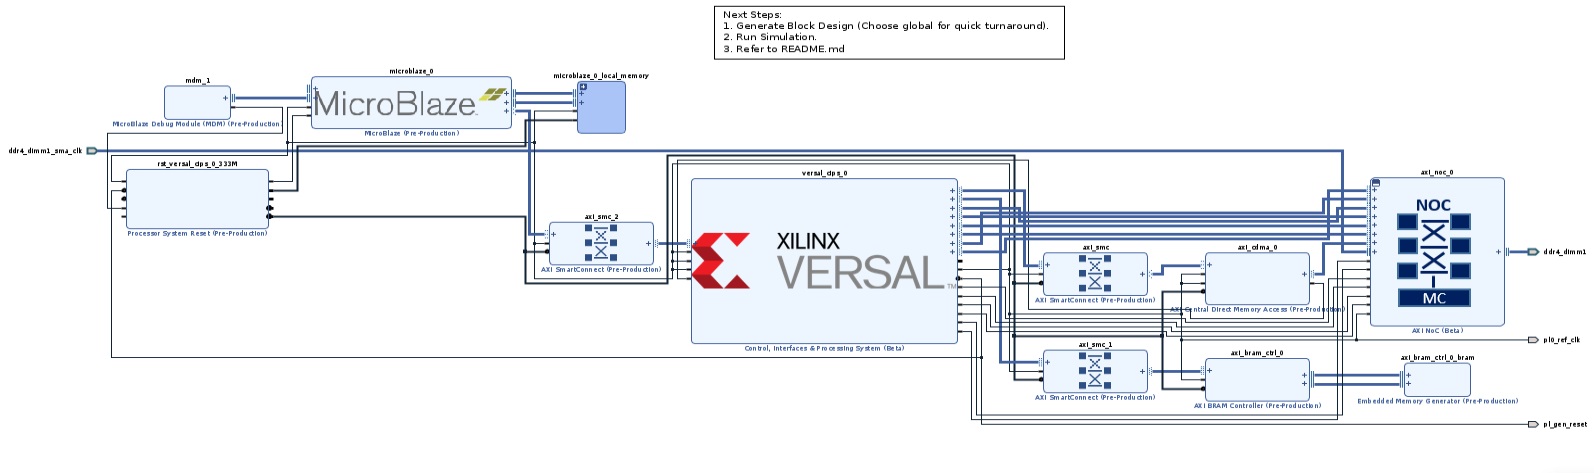 Next Steps:
1. Generate Block Design (Choose global for quick turnaround).
2. Run Simulation.
3. Refer to README.md
mdm_1
MicroBlaze Debug Module (MDM) (Pre-Production)
microblaze_0
MicroBlaze
MicroBlaze (Pre-Production)
microblaze_0_local_memory
ddr4_dimm1_sma_clk
rst_versal_cips_0_333M
Processor System Reset (Pre-Production)
axi_smc_2
AXI SmartConnect (Pre-Production)
versal_cips_0
XILINX
VERSAL™
Control, Interfaces & Processing System (Beta)
axi_smc
AXI SmartConnect (Pre-Production)
axi_cdma_0
AXI Central Direct Memory Access (Pre-Production)
axi_noc_0
NOC
MC
AXI NoC (Beta)
ddr4_dimm1
pl0_ref_clk
axi_smc_1
AXI SmartConnect (Pre-Production)
axi_bram_ctrl_0
AXI BRAM Controller (Pre-Production)
axi_bram_ctrl_0_bram
Embedded Memory Generator (Pre-Production)
pl_gen_reset